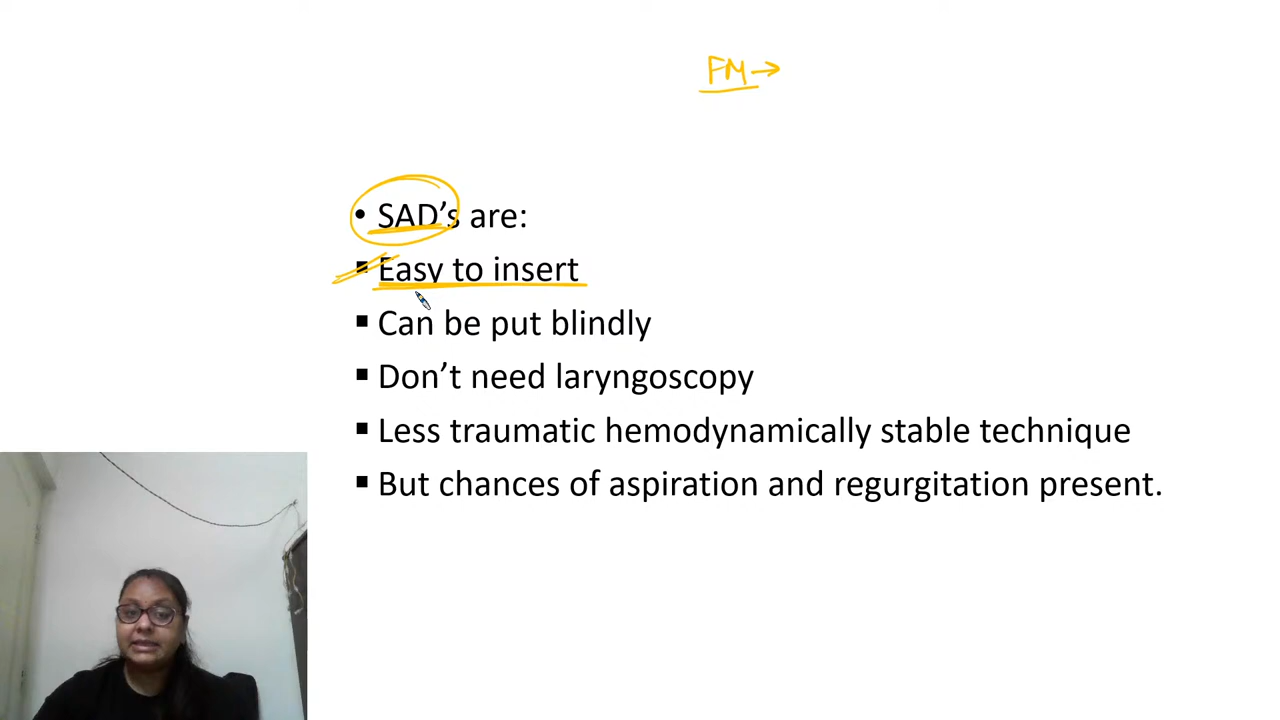 FM →
• SAD's are:
▪ Easy to insert
▪ Can be put blindly
▪ Don't need laryngoscopy
▪ Less traumatic hemodynamically stable technique
▪ But chances of aspiration and regurgitation present.